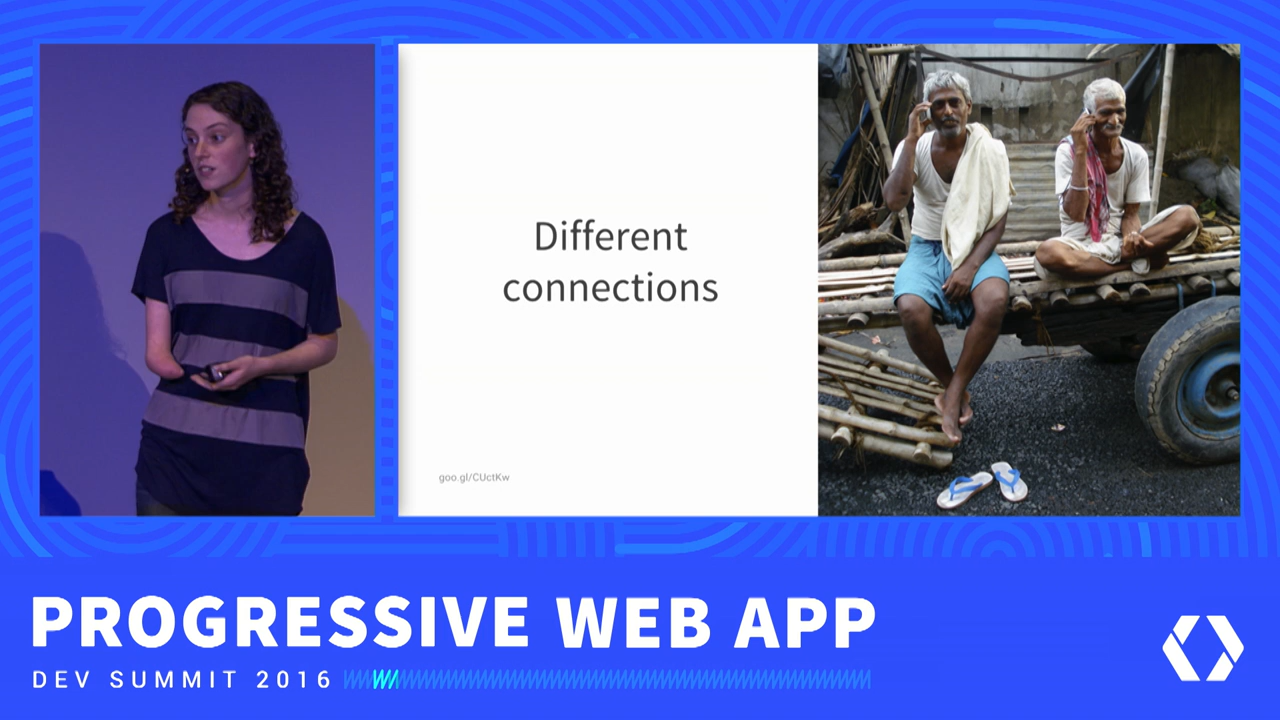 Different
connections
goo.gl/CUctKw
PROGRESSIVE WEB APP
DEV SUMMIT 2016